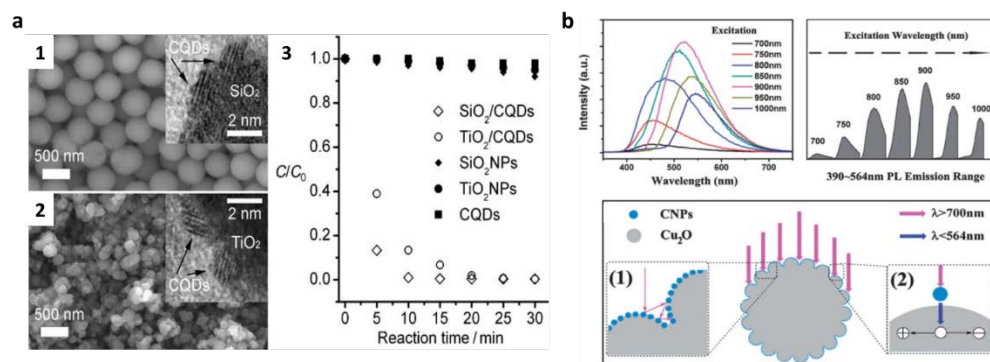 a
1
CQDs
SiO₂
2 nm
500 nm
2
2 nm
TiO₂
CQDs
500 nm
3
1.0
0.8
0.6
0.4
0.2
0.0
C/C₀
SiO₂/CQDs
TiO₂/CQDs
SiO₂NPs
TiO₂NPs
CQDs
0 5 10 15 20 25 30
Reaction time / min
b
Intensity (a.u.)
Excitation
700nm
750nm
800nm
850nm
900nm
950nm
1000nm
400 500 600 700
Wavelength (nm)
Excitation Wavelength (nm)
700
750
800
850
900
950
1000
390~564nm PL Emission Range
CNPs
Cu₂O
λ>700nm
λ<564nm
(1)
(2)